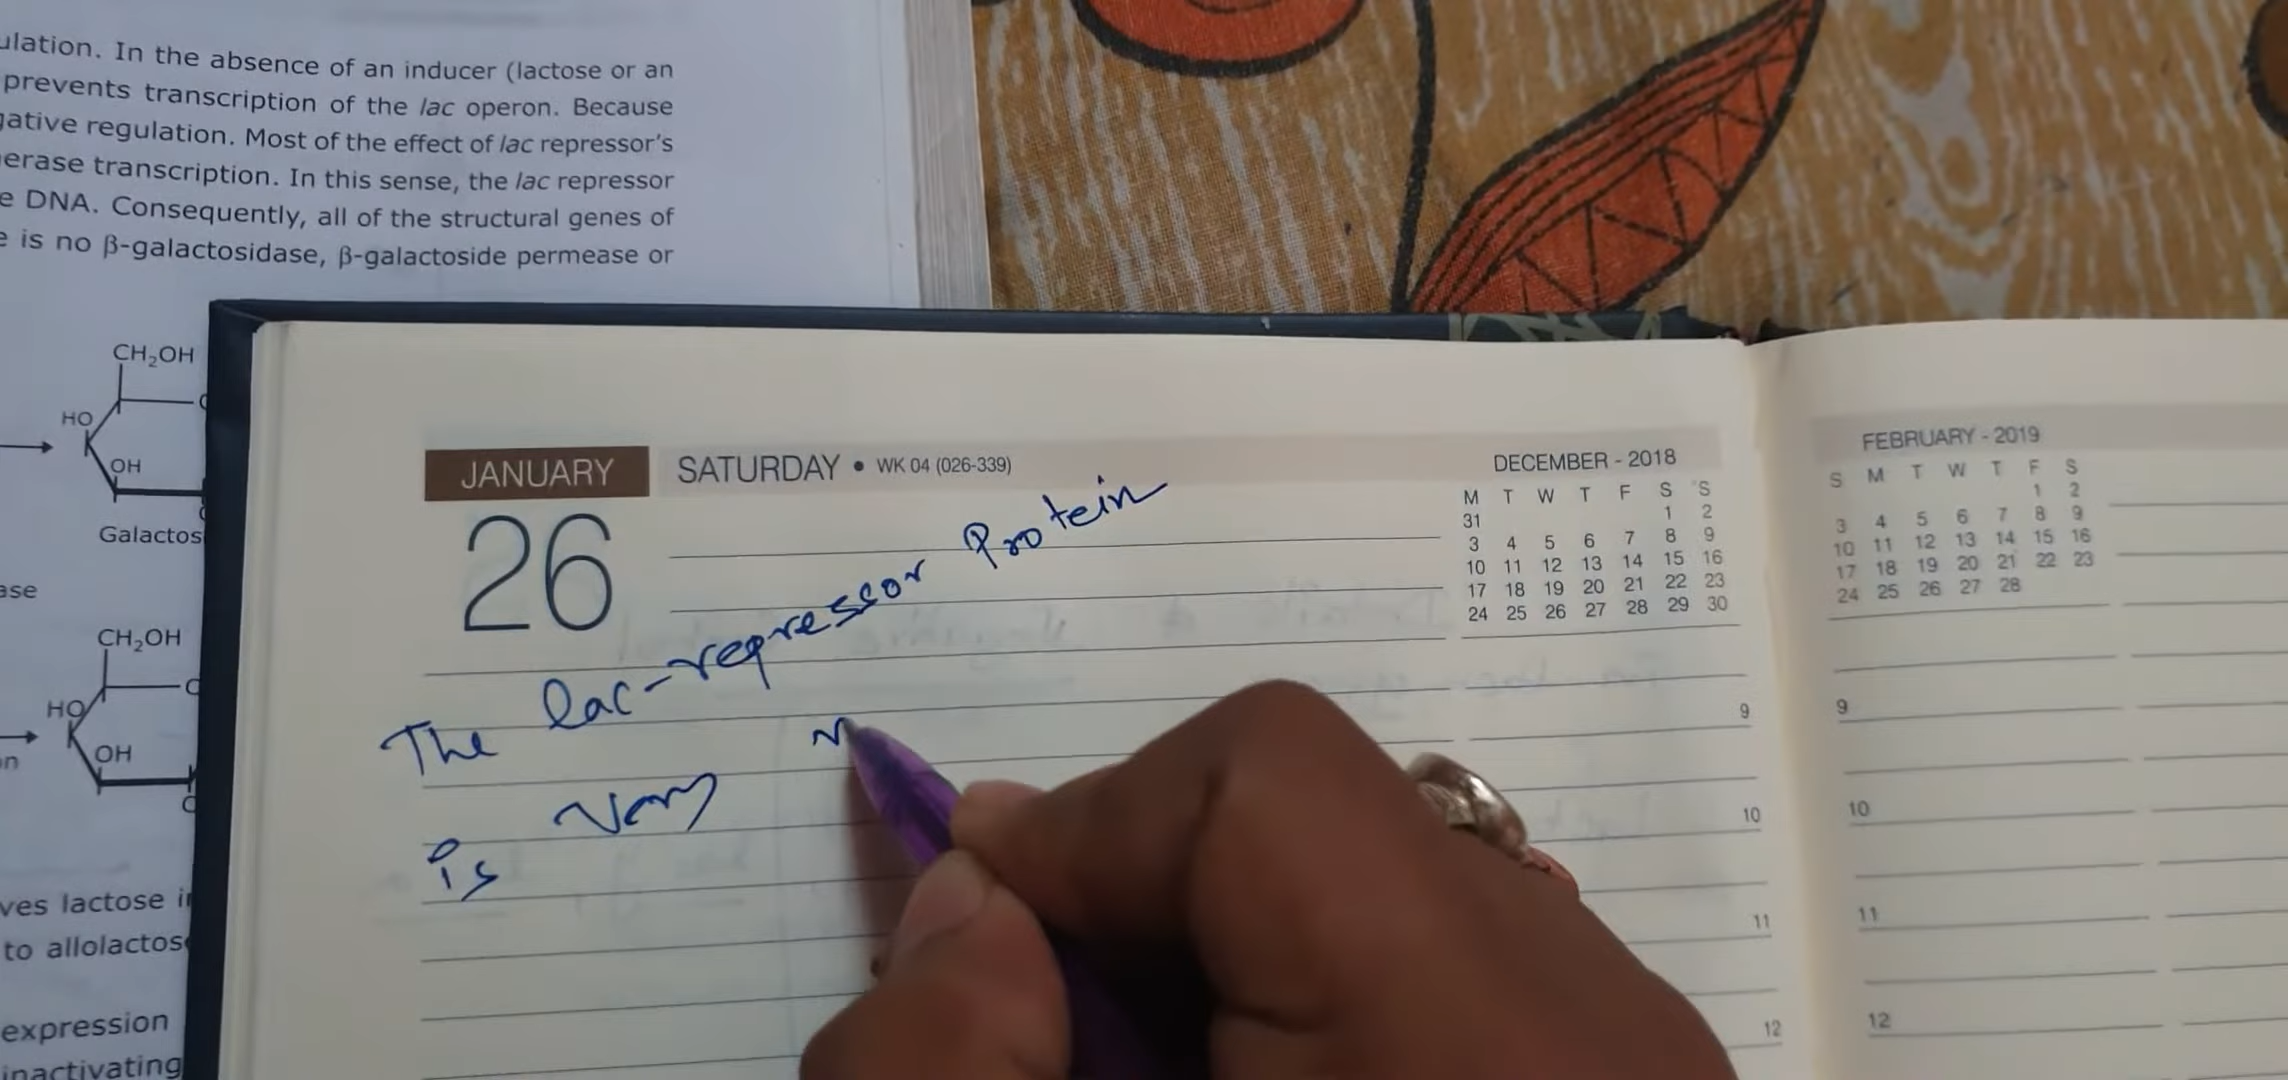 ulation. In the absence of an inducer (lactose or an
prevents transcription of the lac operon. Because
gative regulation. Most of the effect of lac repressor's
erase transcription. In this sense, the lac repressor
e DNA. Consequently, all of the structural genes of
e is no β-galactosidase, β-galactoside permease or
CH₂OH
HO
OH
Galactos
ase
CH₂OH
HO
OH
n
ves lactose i
to allolactos
expression
inactivating
JANUARY SATURDAY • WK 04 (026-339)
26
The lac-repressor Protein
is very
DECEMBER - 2018
M T W T F S S
31 1 2
3 4 5 6 7 8 9
10 11 12 13 14 15 16
17 18 19 20 21 22 23
24 25 26 27 28 29 30
9
10
11
12
FEBRUARY - 2019
S M T W T F S
1 2
3 4 5 6 7 8 9
10 11 12 13 14 15 16
17 18 19 20 21 22 23
24 25 26 27 28
9
10
11
12